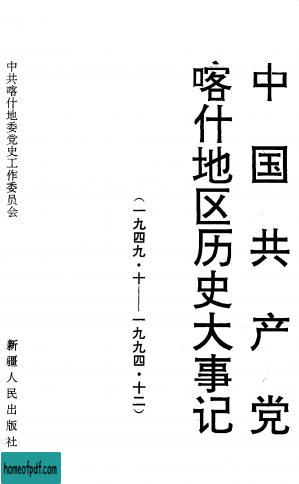 中国共产党
喀什地区历史大事记
(一九四九·十——一九九四·十二)
中共喀什地委党史工作委员会
新疆人民出版社
homeofpdf.com